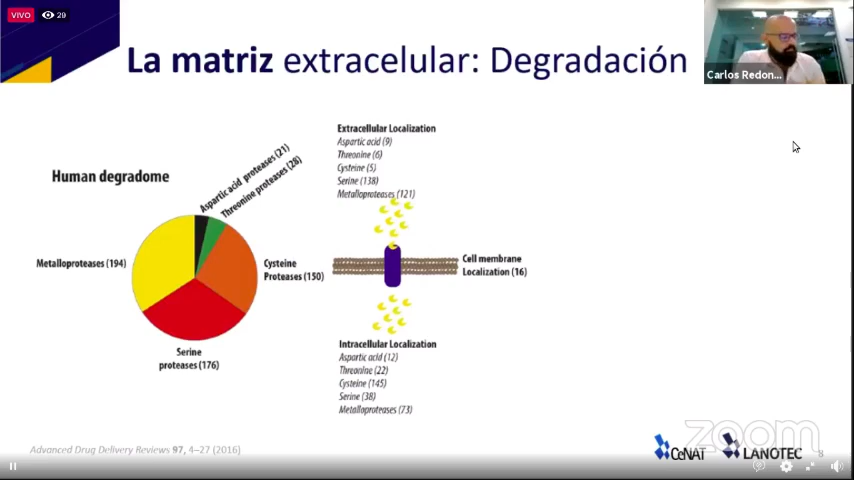 VIVO
29
La matriz extracelular: Degradación
Carlos Redon...
Human degradome
Aspartic acid proteases (21)
Threonine proteases (28)
Metalloproteases (194)
Cysteine
Proteases (150)
Serine
proteases (176)
Extracellular Localization
Aspartic acid (9)
Threonine (6)
Cysteine (5)
Serine (138)
Metalloproteases (121)
Cell membrane
Localization (16)
Intracellular Localization
Aspartic acid (12)
Threonine (22)
Cysteine (145)
Serine (38)
Metalloproteases (73)
Advanced Drug Delivery Reviews 97, 4–27 (2016)
zoom
CeNAT
LANOTEC
8